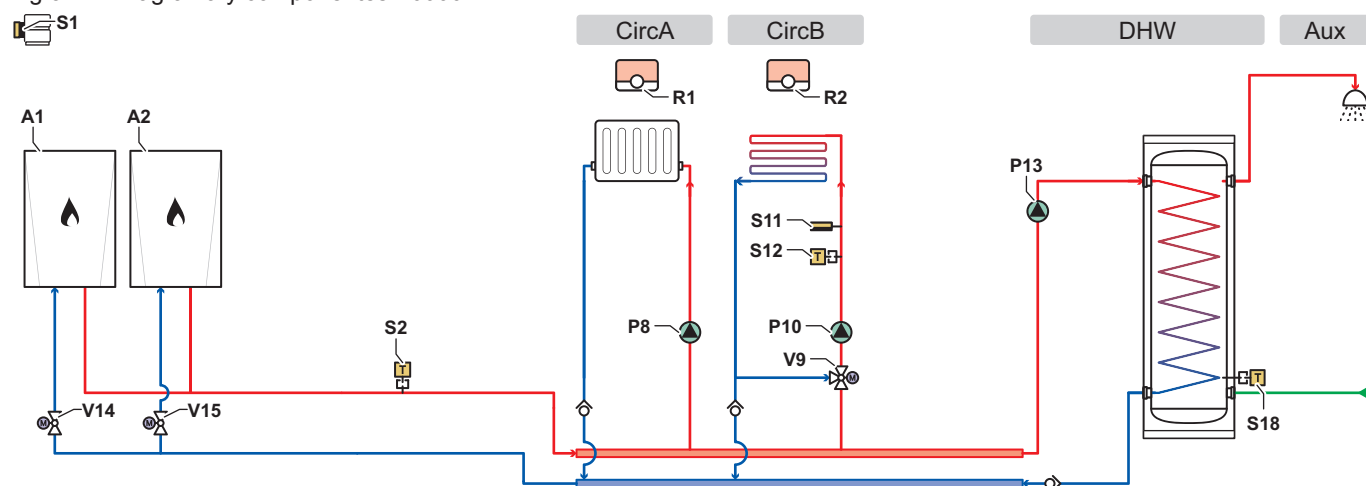 S1
CircA CircB DHW Aux
R1 R2
A1 A2
P13
S11
S12 T
S2 P8 P10
T V9
M
T
V14 V15 S18
M M